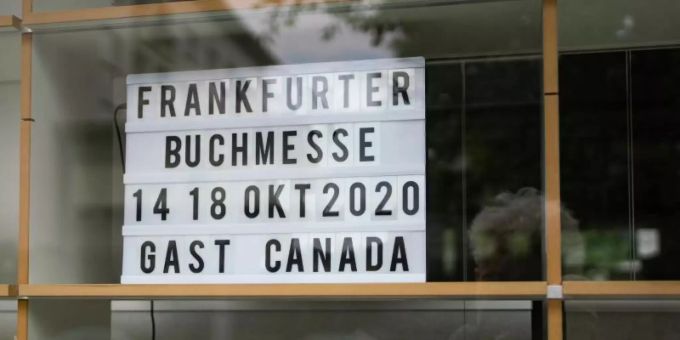 FRANKFURTER
BUCHMESSE
14 18 OKT 2020
GAST CANADA